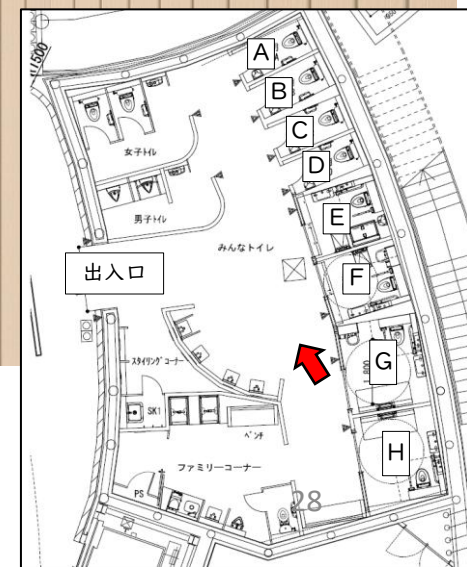 1500
A
B
C
D
女子トイレ
E
男子トイレ
みんなトイレ
F
出入口
G
800
スタイリングコーナー
SK1
ベンチ
H
ファミリーコーナー
PS
28